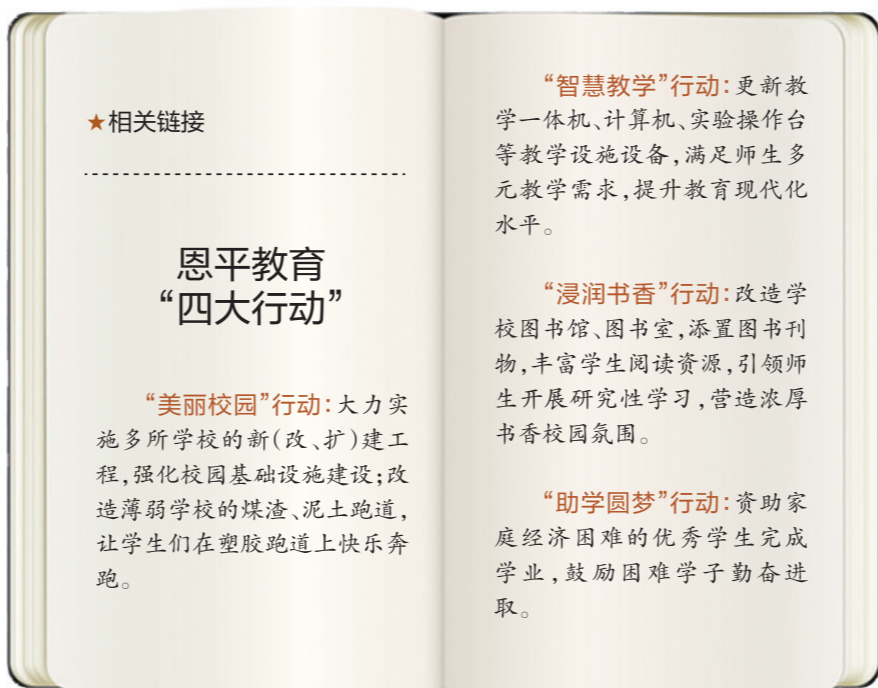 ★相关链接
恩平教育
“四大行动”
“美丽校园”行动:大力实
施多所学校的新(改、扩)建工
程,强化校园基础设施建设;改
造薄弱学校的煤渣、泥土跑道,
让学生们在塑胶跑道上快乐奔
跑。
“智慧教学”行动:更新教
学一体机、计算机、实验操作台
等教学设施设备,满足师生多
元教学需求,提升教育现代化
水平。
“浸润书香”行动:改造学
校图书馆、图书室,添置图书刊
物,丰富学生阅读资源,引领师
生开展研究性学习,营造浓厚
书香校园氛围。
“助学圆梦”行动:资助家
庭经济困难的优秀学生完成
学业,鼓励困难学子勤奋进
取。